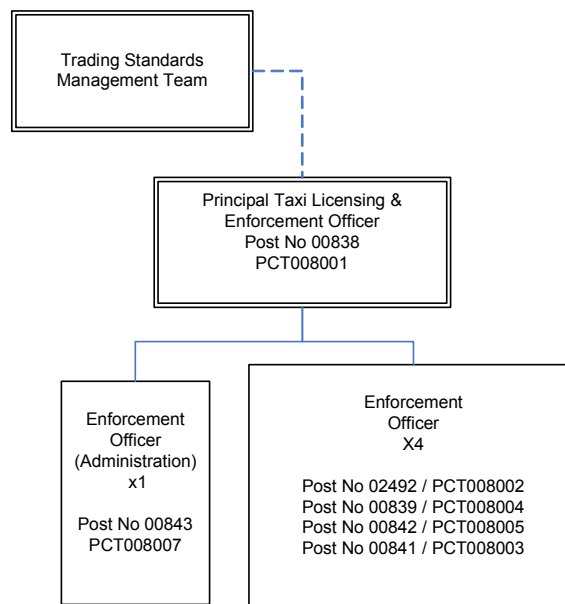 Trading Standards
Management Team
Principal Taxi Licensing &
Enforcement Officer
Post No 00838
PCT008001
Enforcement
Officer
(Administration)
x1
Post No 00843
PCT008007
Enforcement
Officer
X4
Post No 02492 / PCT008002
Post No 00839 / PCT008004
Post No 00842 / PCT008005
Post No 00841 / PCT008003